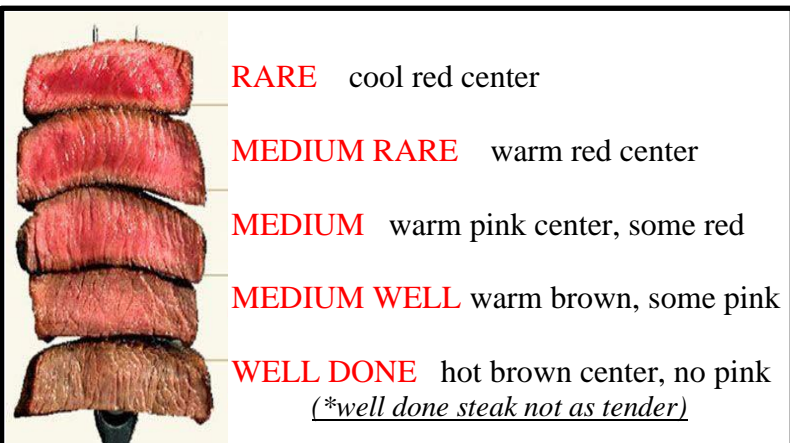 RARE cool red center
MEDIUM RARE warm red center
MEDIUM warm pink center, some red
MEDIUM WELL warm brown, some pink
WELL DONE hot brown center, no pink
(*well done steak not as tender)